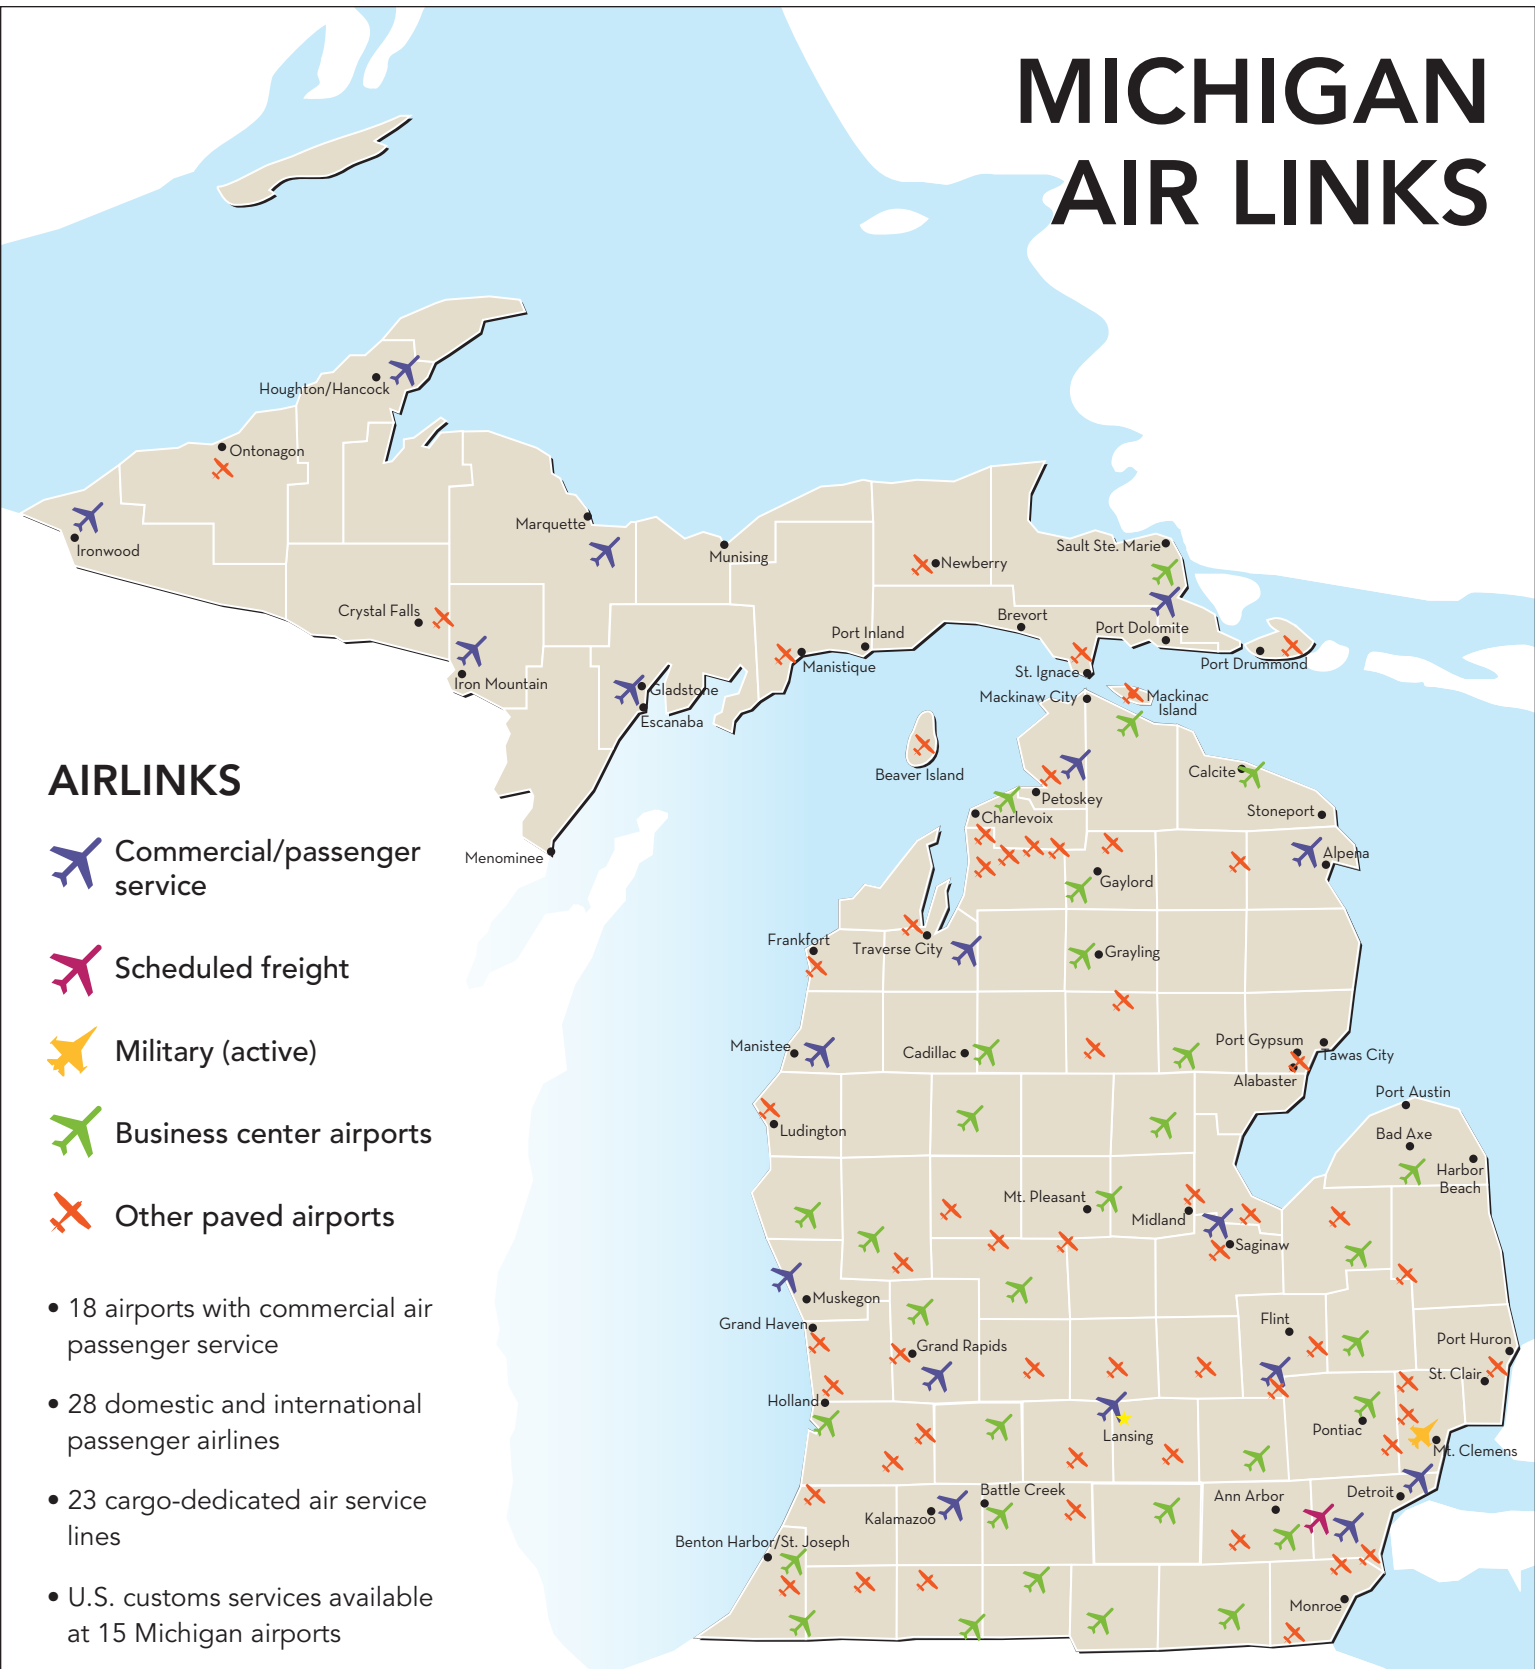 MICHIGAN
AIR LINKS
Houghton/Hancock
Ontonagon
Ironwood
Marquette
Munising
Newberry
Sault Ste. Marie
Crystal Falls
Brevort
Port Inland
Port Dolomite
Manistique
Port Drummond
St. Ignace
Iron Mountain
Gladstone
Mackinaw City
Mackinac
Island
Escanaba
AIRLINKS
Beaver Island
Calcite
Petoskey
Stoneport
Charlevoix
Commercial/passenger
service
Menominee
Alpena
Gaylord
Frankfort
Traverse City
Grayling
Scheduled freight
Military (active)
Manistee
Cadillac
Port Gypsum
Tawas City
Alabaster
Port Austin
Business center airports
Ludington
Bad Axe
Harbor
Beach
Mt. Pleasant
Midland
Other paved airports
Saginaw
• 18 airports with commercial air
passenger service
Muskegon
Grand Haven
Flint
Grand Rapids
Port Huron
St. Clair
• 28 domestic and international
passenger airlines
Holland
Lansing
Pontiac
Mt. Clemens
• 23 cargo-dedicated air service
lines
Battle Creek
Kalamazoo
Ann Arbor
Detroit
Benton Harbor/St. Joseph
• U.S. customs services available
at 15 Michigan airports
Monroe